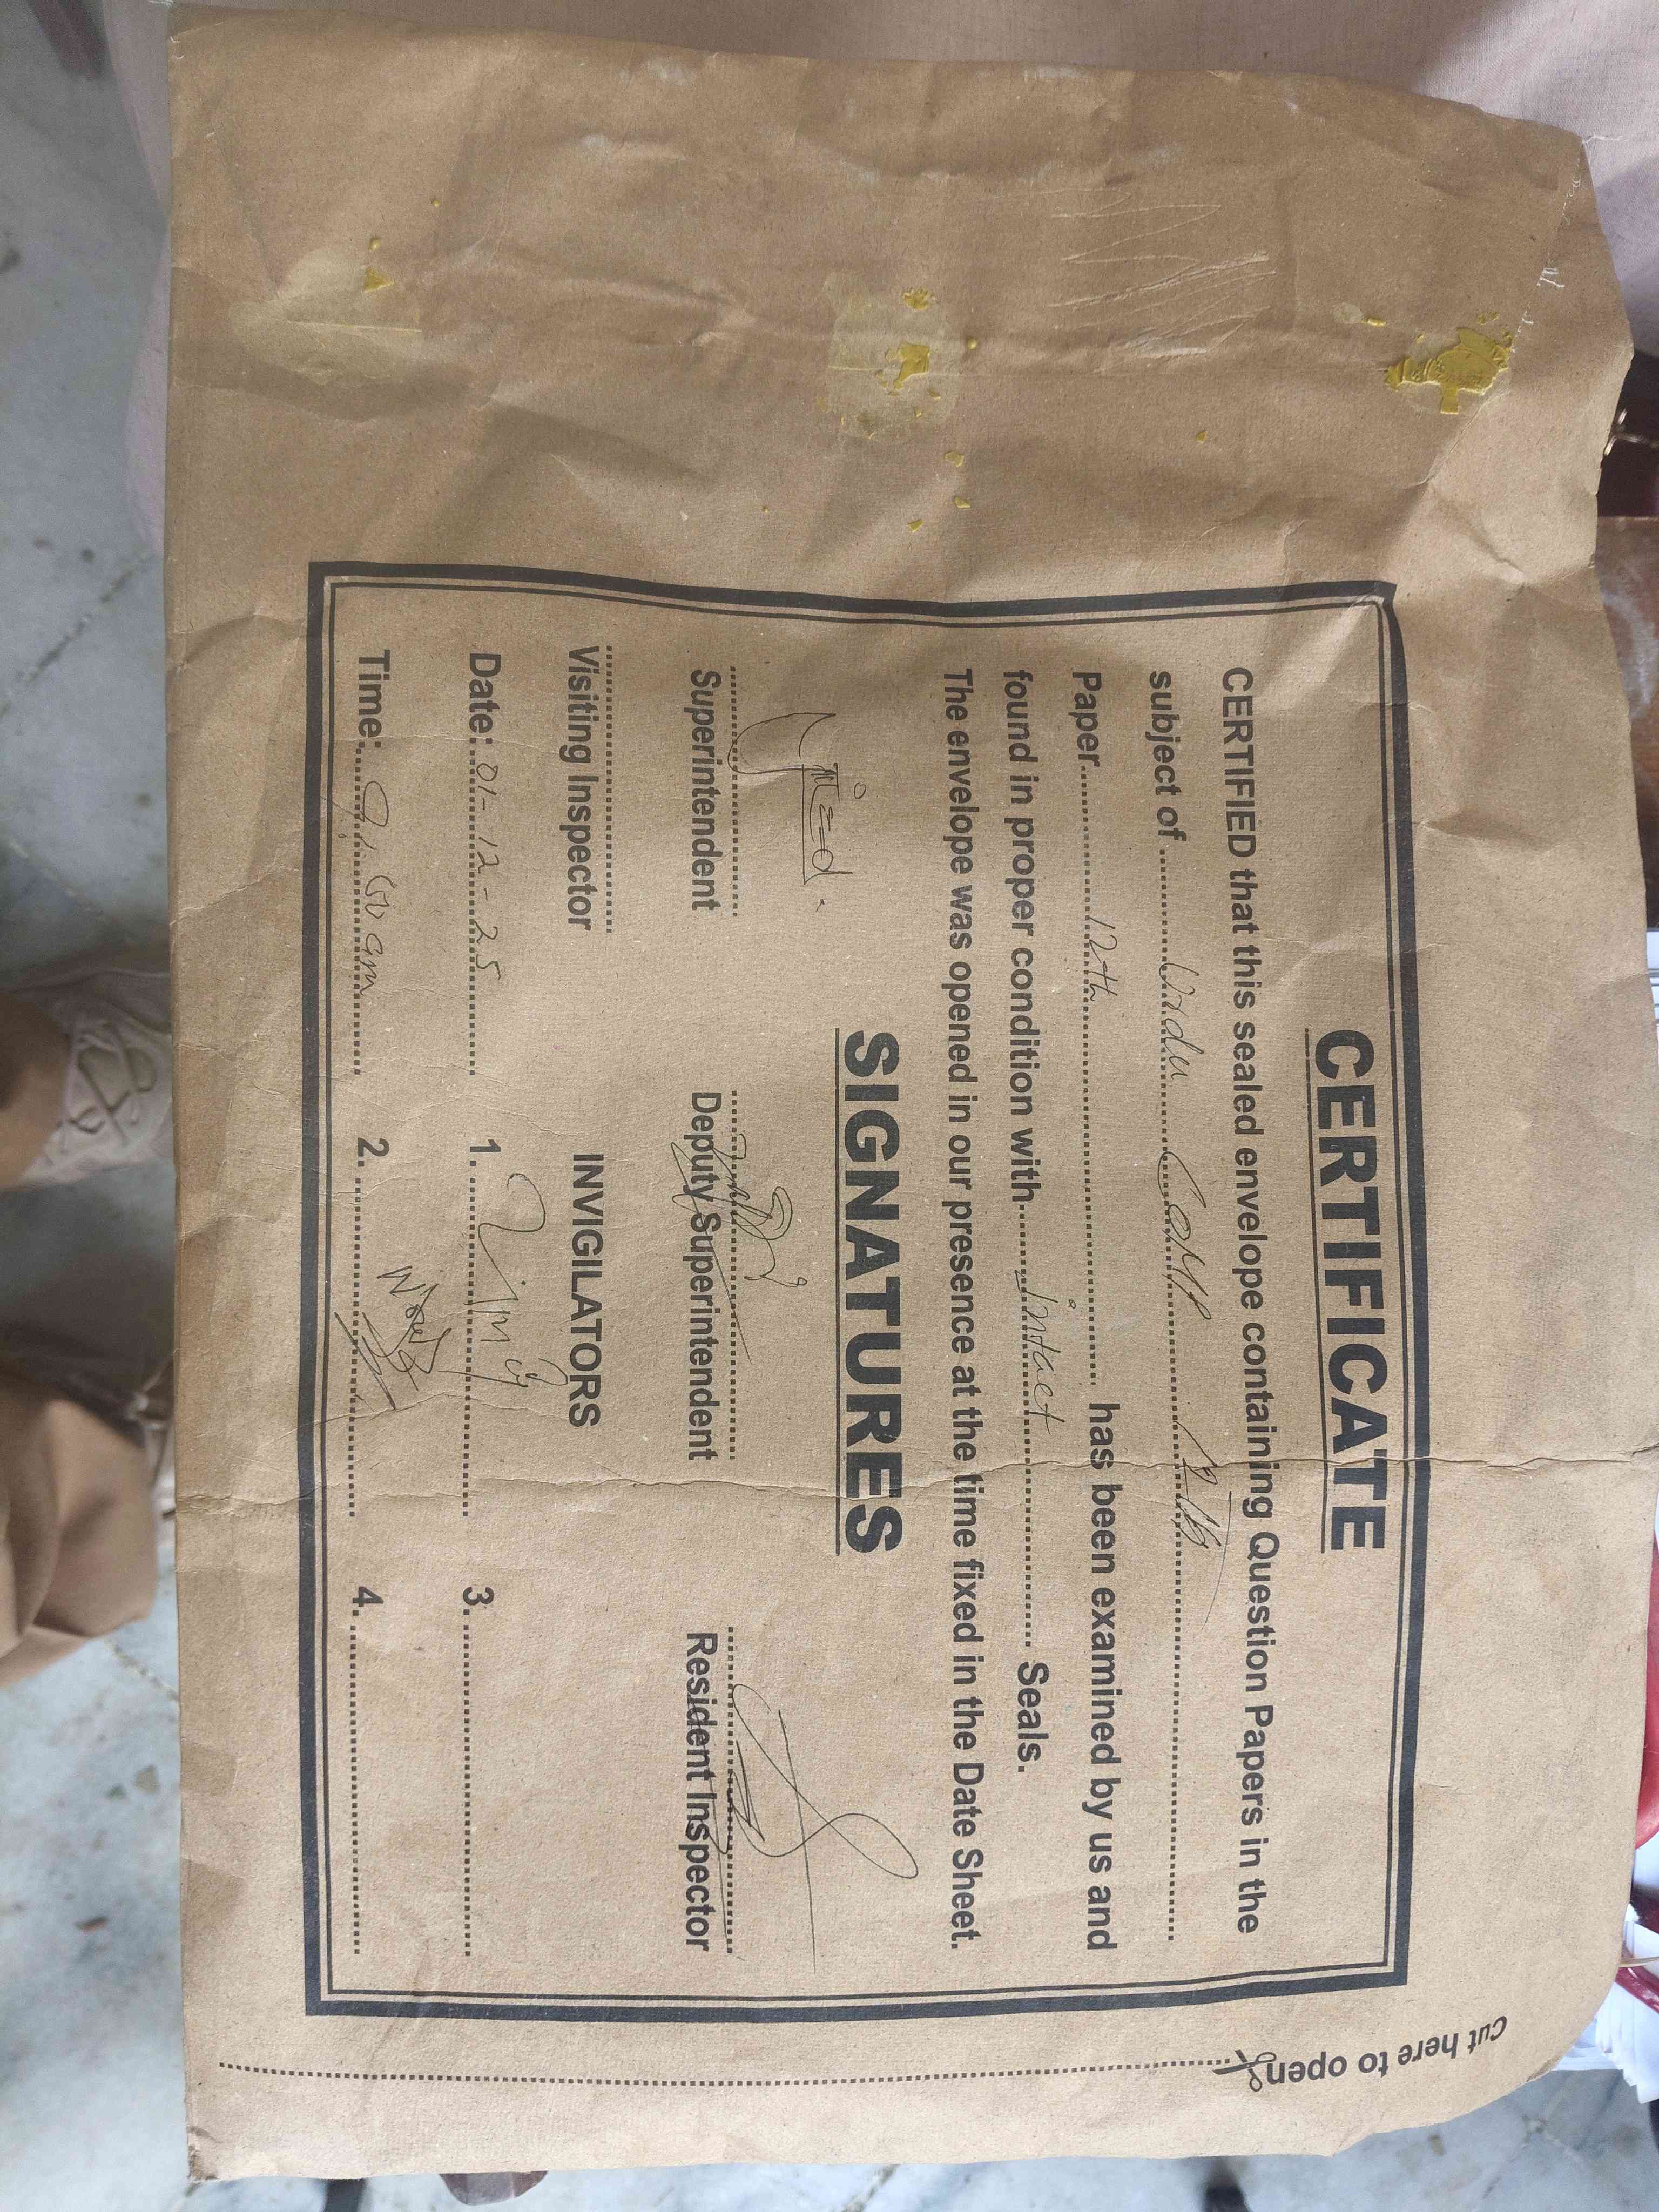 CERTIFICATE
CERTIFIED that this sealed envelope containing Question Papers in the
subject of ........ Urdu Comp ........
Paper........ 12th ........ has been examined by us and
found in proper condition with........ intact ........ Seals.
The envelope was opened in our presence at the time fixed in the Date Sheet.
SIGNATURES
Superintendent Deputy Superintendent Resident Inspector
Visiting Inspector INVIGILATORS
Date: 01-12-25 1. 3.
Time: am 2. 4.
cut here to open